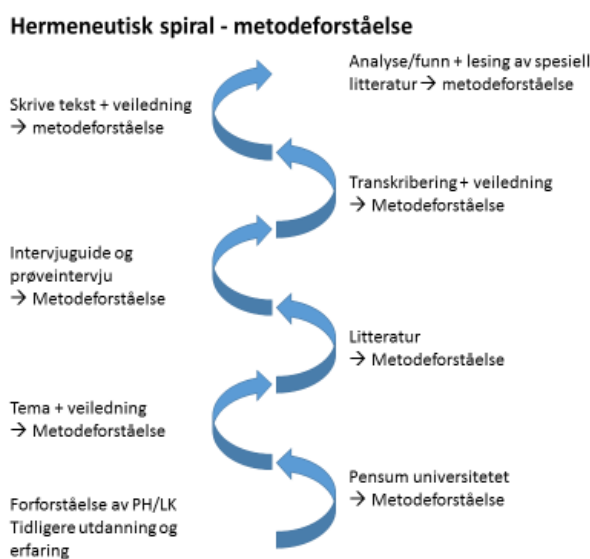 Hermeneutisk spiral - metodeforståelse
Analyse/funn + lesing av spesiell
litteratur → metodeforståelse
Skrive tekst + veiledning
→ metodeforståelse
Transkribering + veiledning
→ Metodeforståelse
Intervjuguide og
prøveintervju
→ Metodeforståelse
Litteratur
→ Metodeforståelse
Tema + veiledning
→ Metodeforståelse
Pensum universitetet
→ Metodeforståelse
Forforståelse av PH/LK
Tidligere utdanning og
erfaring